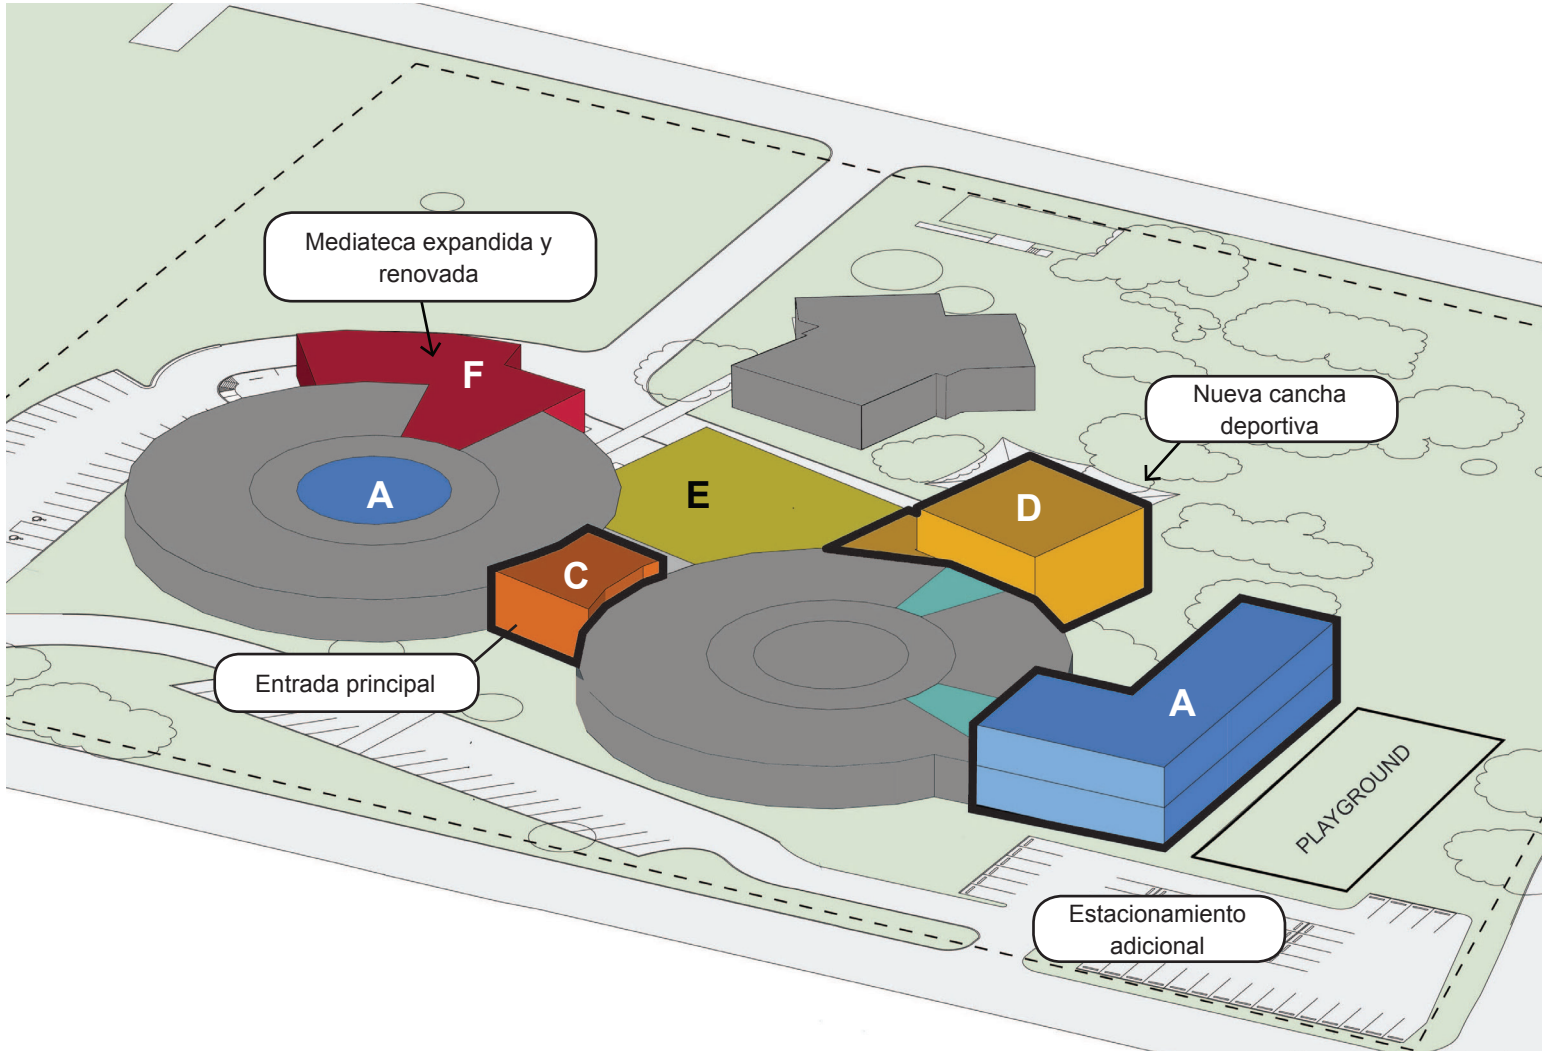 Mediateca expandida y
renovada
F
A
E
Nueva cancha
deportiva
D
C
Entrada principal
A
PLAYGROUND
Estacionamiento
adicional